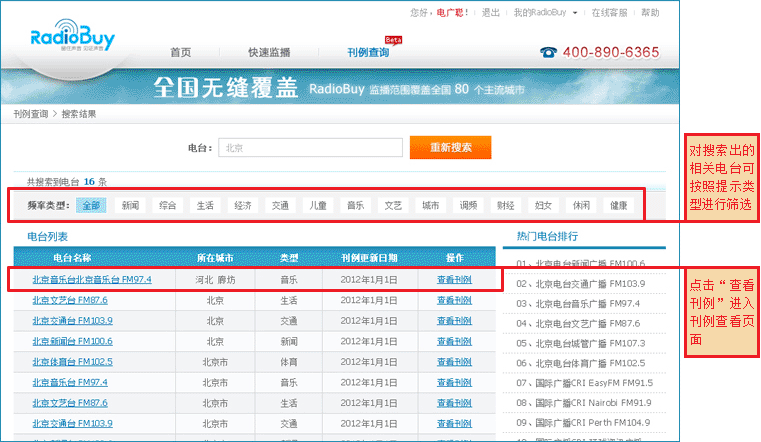 您好，电广聪！ 退出 我的RadioBuy 在线客服 帮助
RadioBuy
首页 快速监播 刊例查询 Beta
400-890-6365
全国无缝覆盖 RadioBuy 监播范围覆盖全国 80 个主流城市
刊例查询 > 搜索结果
电台： 北京 重新搜索
共搜索到电台 16 条
频率类型： 全部 新闻 综合 生活 经济 交通 儿童 音乐 文艺 城市 调频 财经 妇女 休闲 健康
对搜索出的
相关电台可
按照提示类
型进行筛选
电台列表
电台名称 所在城市 类型 刊例更新日期 操作
北京音乐台北京音乐台 FM97.4 河北 廊坊 音乐 2012年1月1日 查看刊例
北京文艺台 FM87.6 北京 生活 2012年1月1日 查看刊例
北京交通台 FM103.9 北京 交通 2012年1月1日 查看刊例
北京新闻台 FM100.6 北京 新闻 2012年1月1日 查看刊例
北京体育台 FM102.5 北京市 体育 2012年1月1日 查看刊例
北京音乐台 FM97.4 北京市 音乐 2012年1月1日 查看刊例
北京文艺台 FM87.6 北京市 生活 2012年1月1日 查看刊例
北京交通台 FM103.9 北京市 交通 2012年1月1日 查看刊例
热门电台排行
01、北京电台新闻广播 FM100.6
02、北京电台交通广播 FM103.9
03、北京电台音乐广播 FM97.4
04、北京电台文艺广播 FM87.6
05、北京电台城管广播 FM107.3
06、北京电台体育广播 FM102.5
07、国际广播CRI EasyFM FM91.5
08、国际广播CRI Nairobi FM91.9
09、国际广播CRI Perth FM104.9
点击“查看
刊例”进入
刊例查看页
面